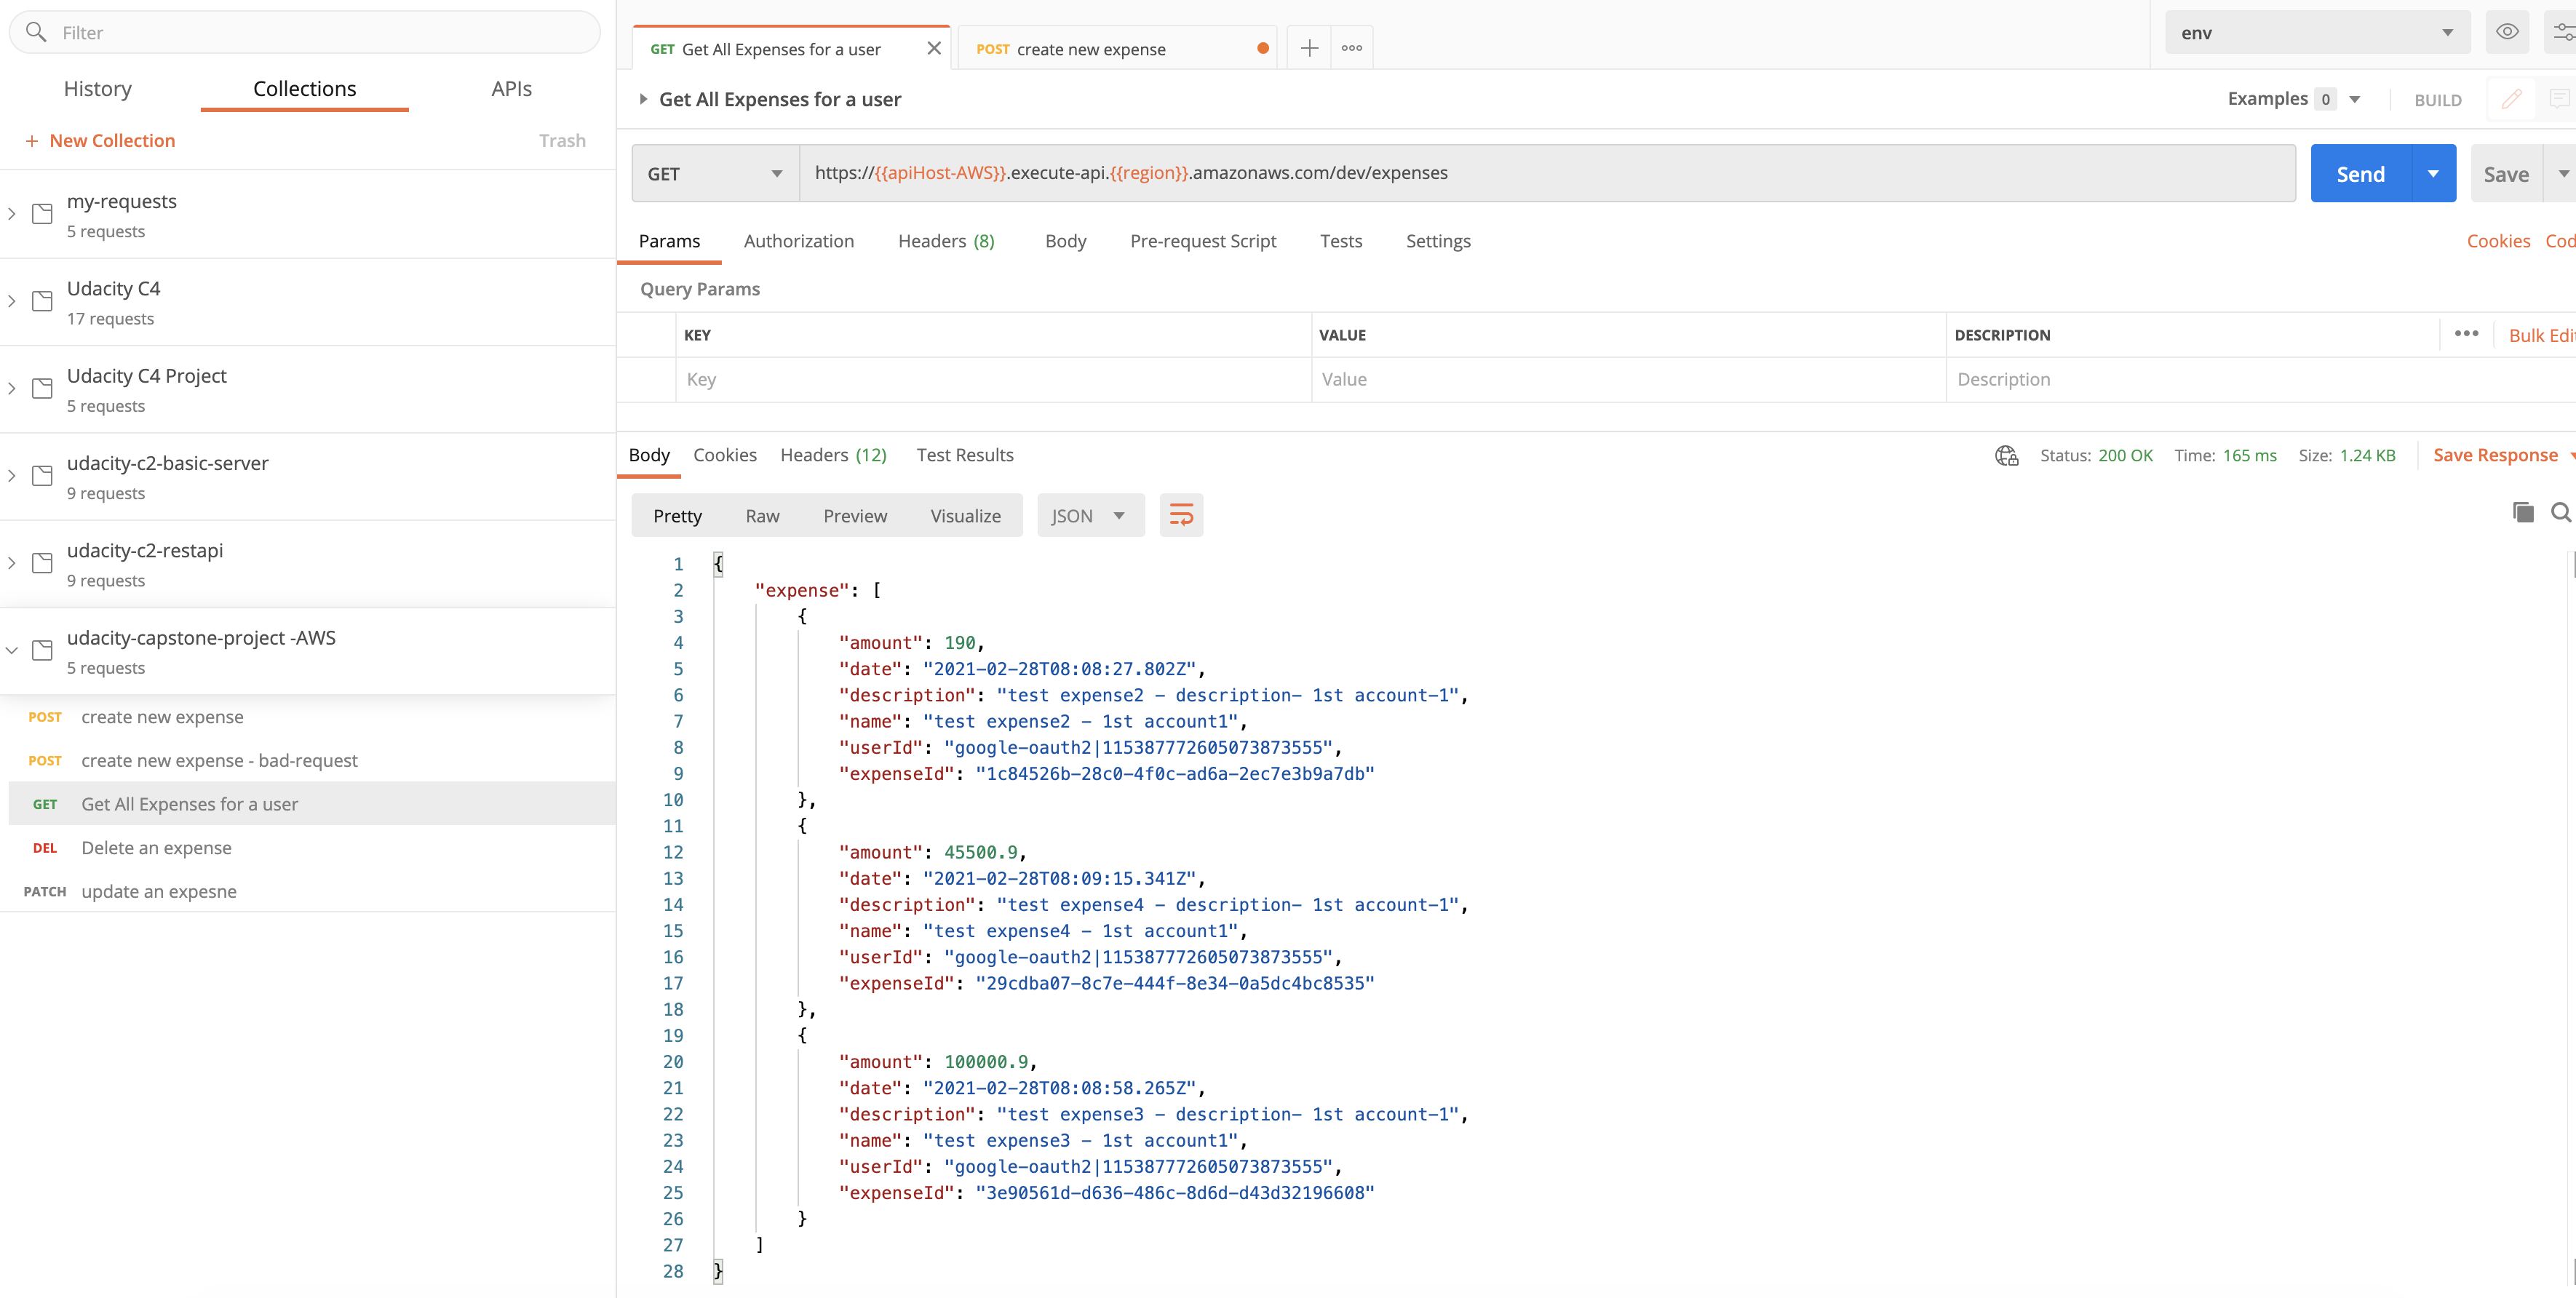 Filter
History Collections APIs
+ New Collection Trash
my-requests
5 requests
Udacity C4
17 requests
Udacity C4 Project
5 requests
udacity-c2-basic-server
9 requests
udacity-c2-restapi
9 requests
udacity-capstone-project -AWS
5 requests
POST create new expense
POST create new expense - bad-request
GET Get All Expenses for a user
DEL Delete an expense
PATCH update an expesne
GET Get All Expenses for a user POST create new expense
env
Get All Expenses for a user
Examples 0 BUILD
GET https://{{apiHost-AWS}}.execute-api.{{region}}.amazonaws.com/dev/expenses Send Save
Params Authorization Headers (8) Body Pre-request Script Tests Settings Cookies Cod
Query Params
KEY VALUE DESCRIPTION Bulk Edi
Key Value Description
Body Cookies Headers (12) Test Results Status: 200 OK Time: 165 ms Size: 1.24 KB Save Response
Pretty Raw Preview Visualize JSON
1 {
2 "expense": [
3 {
4 "amount": 190,
5 "date": "2021-02-28T08:08:27.802Z",
6 "description": "test expense2 - description- 1st account-1",
7 "name": "test expense2 - 1st account1",
8 "userId": "google-oauth2|115387772605073873555",
9 "expenseId": "1c84526b-28c0-4f0c-ad6a-2ec7e3b9a7db"
10 },
11 {
12 "amount": 45500.9,
13 "date": "2021-02-28T08:09:15.341Z",
14 "description": "test expense4 - description- 1st account-1",
15 "name": "test expense4 - 1st account1",
16 "userId": "google-oauth2|115387772605073873555",
17 "expenseId": "29cdba07-8c7e-444f-8e34-0a5dc4bc8535"
18 },
19 {
20 "amount": 100000.9,
21 "date": "2021-02-28T08:08:58.265Z",
22 "description": "test expense3 - description- 1st account-1",
23 "name": "test expense3 - 1st account1",
24 "userId": "google-oauth2|115387772605073873555",
25 "expenseId": "3e90561d-d636-486c-8d6d-d43d32196608"
26 }
27 ]
28 }